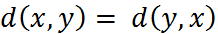 𝑑(𝑥, 𝑦) = 𝑑(𝑦, 𝑥)